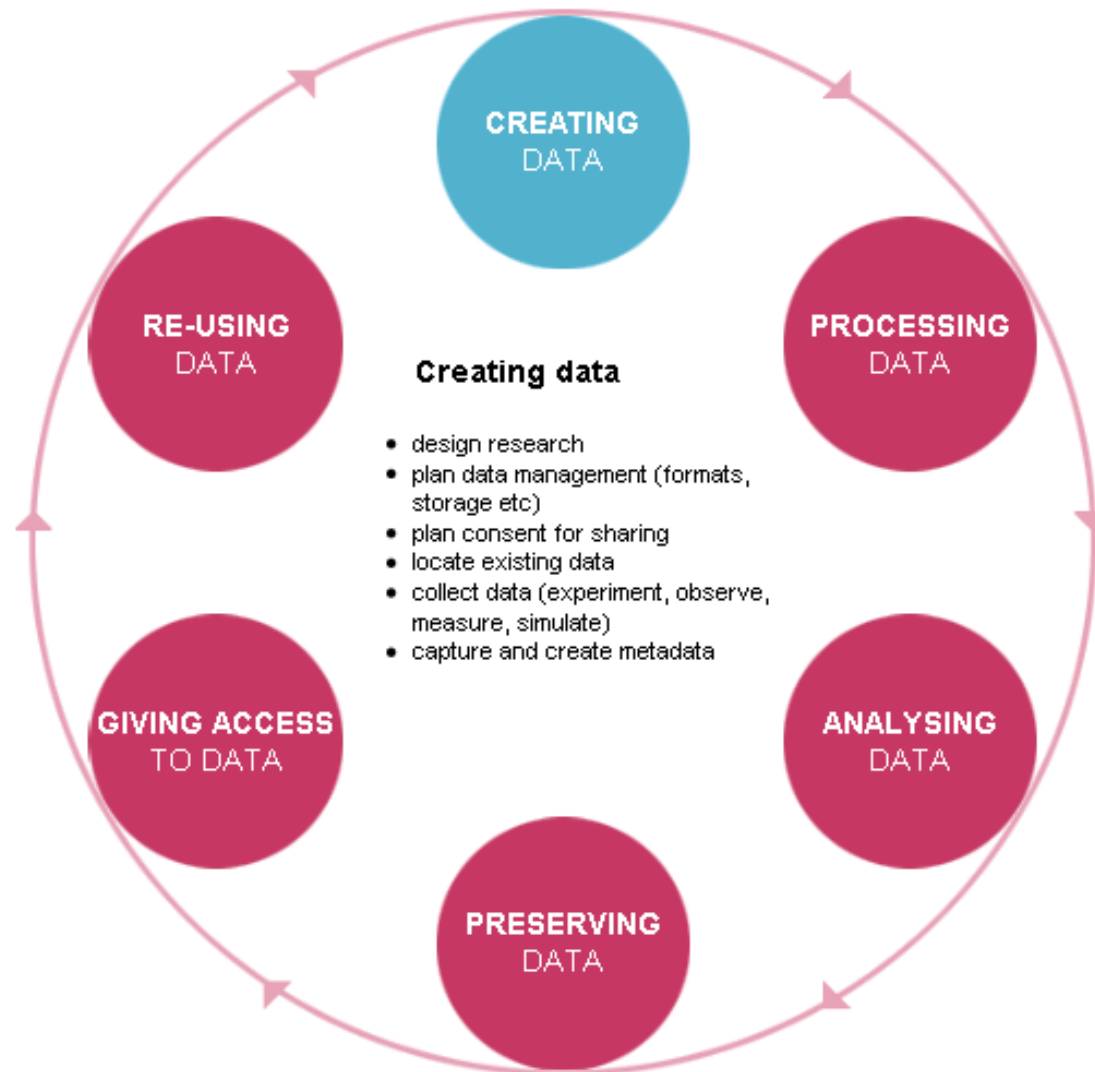 CREATING
DATA
PROCESSING
DATA
ANALYSING
DATA
PRESERVING
DATA
GIVING ACCESS
TO DATA
RE-USING
DATA
Creating data
• design research
• plan data management (formats,
storage etc)
• plan consent for sharing
• locate existing data
• collect data (experiment, observe,
measure, simulate)
• capture and create metadata